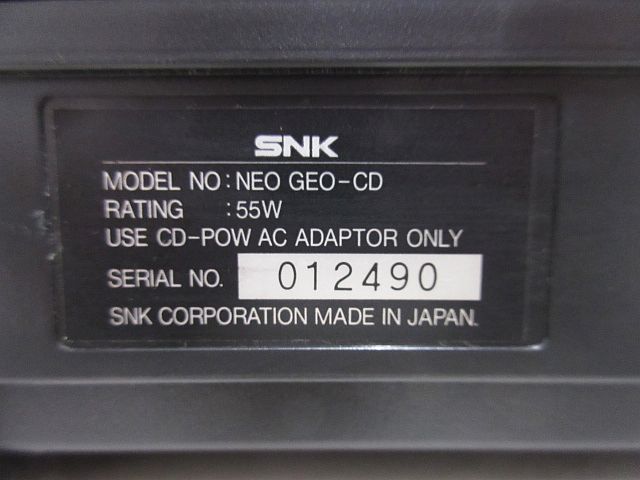 SNK
MODEL NO : NEO GEO-CD
RATING : 55W
USE CD-POW AC ADAPTOR ONLY
SERIAL NO. 012490
SNK CORPORATION MADE IN JAPAN.